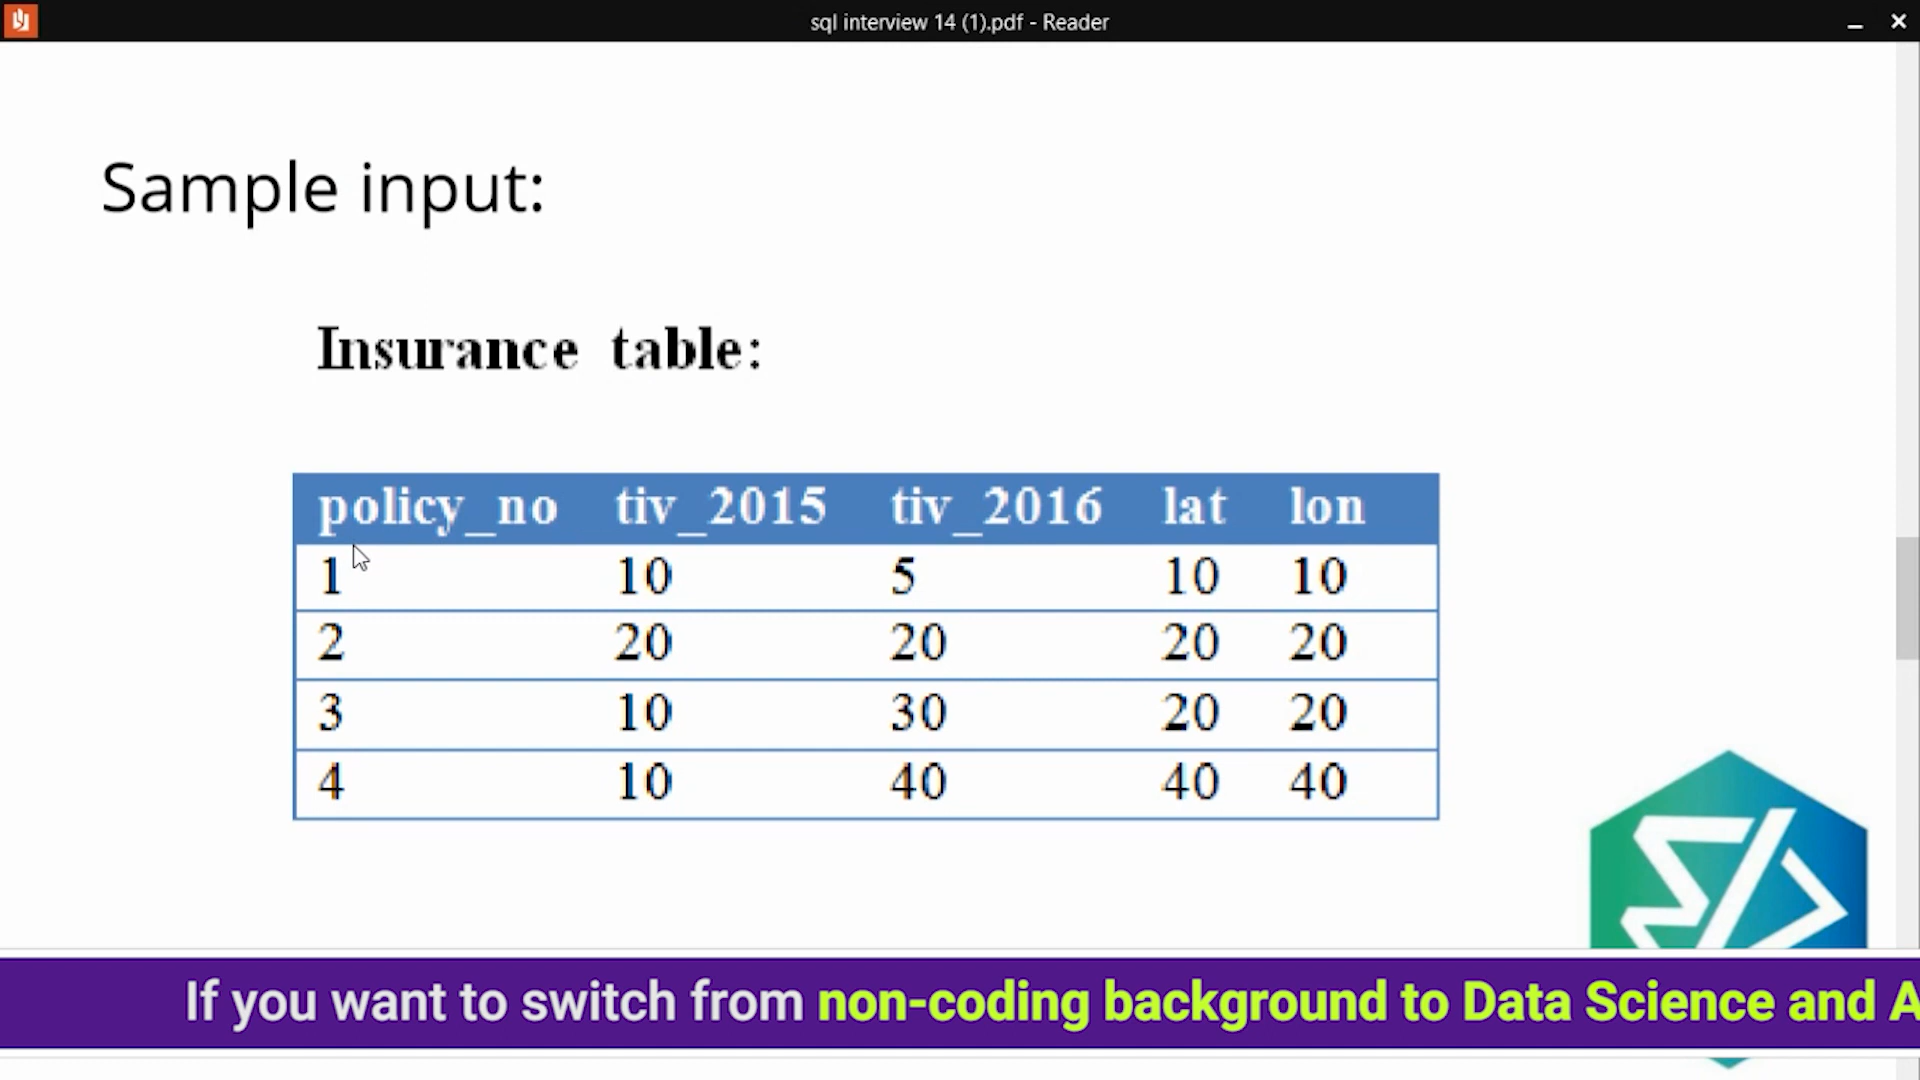 sql interview 14 (1).pdf - Reader
Sample input:
Insurance table:
policy_no tiv_2015 tiv_2016 lat lon
1 10 5 10 10
2 20 20 20 20
3 10 30 20 20
4 10 40 40 40
If you want to switch from non-coding background to Data Science and A